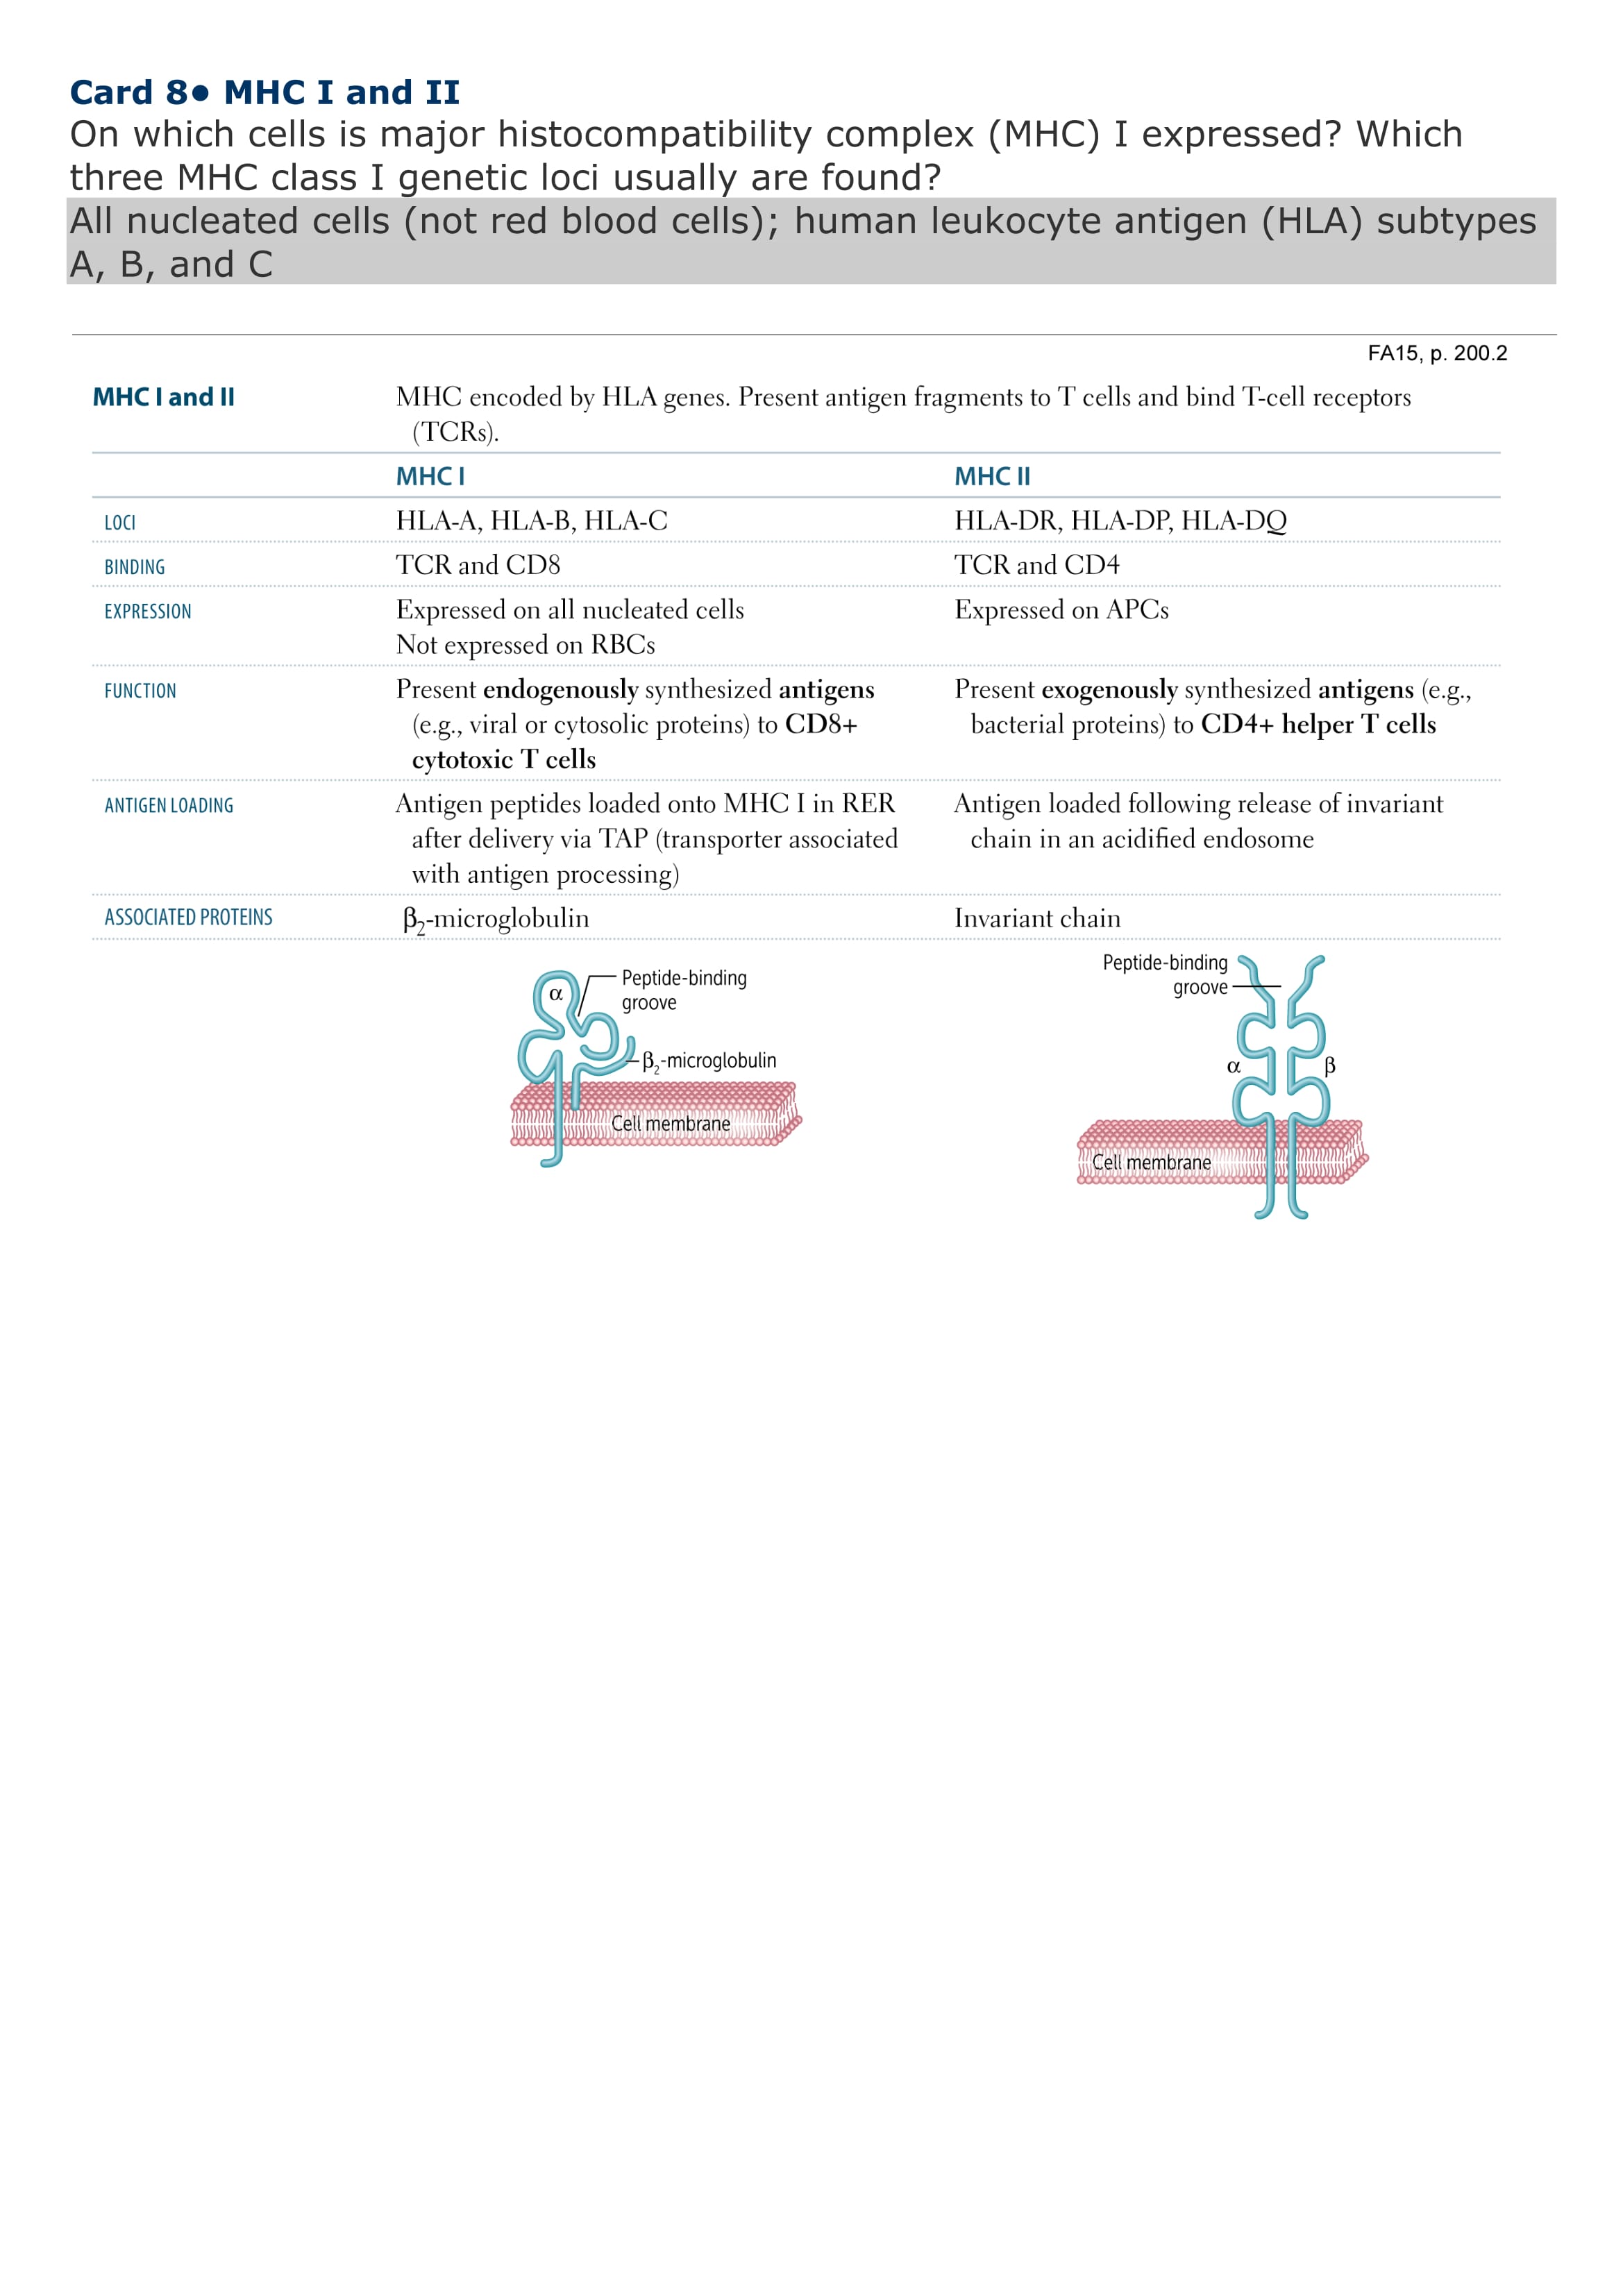 Card 8● MHC I and II
On which cells is major histocompatibility complex (MHC) I expressed? Which
three MHC class I genetic loci usually are found?
All nucleated cells (not red blood cells); human leukocyte antigen (HLA) subtypes
A, B, and C
FA15, p. 200.2
MHC I and II
MHC encoded by HLA genes. Present antigen fragments to T cells and bind T-cell receptors
(TCRs).
MHC I
MHC II
LOCI
HLA-A, HLA-B, HLA-C
HLA-DR, HLA-DP, HLA-DQ
BINDING
TCR and CD8
TCR and CD4
EXPRESSION
Expressed on all nucleated cells
Not expressed on RBCs
Expressed on APCs
FUNCTION
Present endogenously synthesized antigens
(e.g., viral or cytosolic proteins) to CD8+
cytotoxic T cells
Present exogenously synthesized antigens (e.g.,
bacterial proteins) to CD4+ helper T cells
ANTIGEN LOADING
Antigen peptides loaded onto MHC I in RER
after delivery via TAP (transporter associated
with antigen processing)
Antigen loaded following release of invariant
chain in an acidified endosome
ASSOCIATED PROTEINS
β₂-microglobulin
Invariant chain
α
Peptide-binding
groove
β₂-microglobulin
Cell membrane
Peptide-binding
groove
α
β
Cell membrane